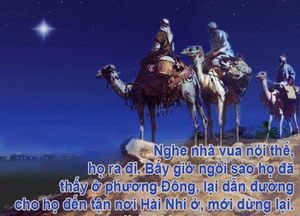 Nghe nhà vua nói thế,
họ ra đi. Bấy giờ ngôi sao họ đã
thấy ở phương Đông, lại dẫn đường
cho họ đến tận nơi Hài Nhi ở, mới dừng lại.